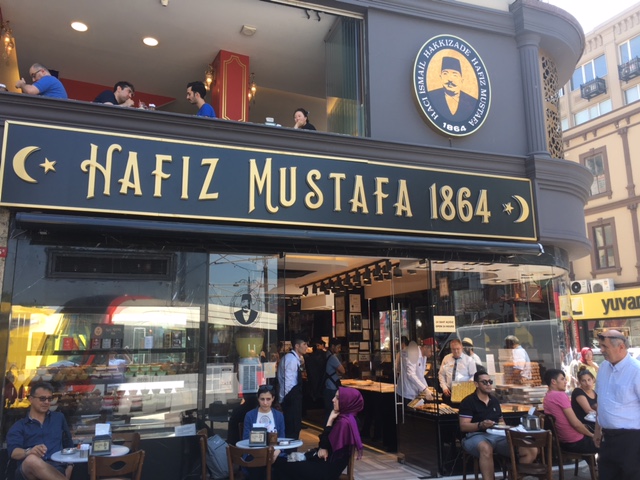 HACI İSMAİL HAKKIZADE HAFIZ MUSTAFA
1864
HAFIZ MUSTAFA 1864
yuva